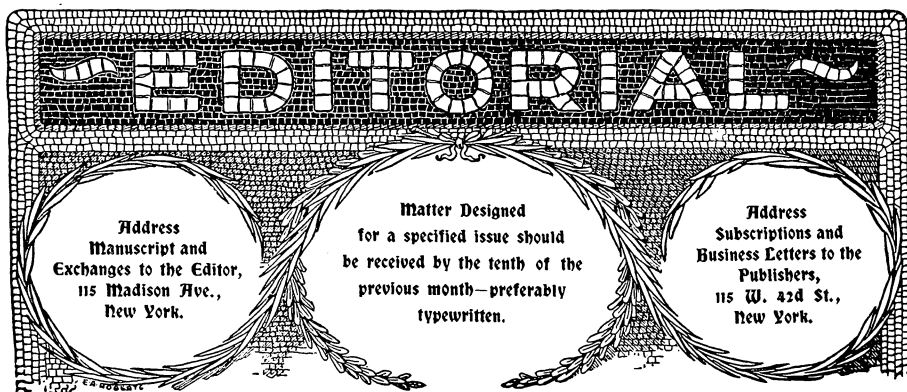 EDITORIAL
Address
Manuscript and
Exchanges to the Editor,
115 Madison Ave.,
New York.
Matter Designed
for a specified issue should
be received by the tenth of the
previous month—preferably
typewritten.
Address
Subscriptions and
Business Letters to the
Publishers,
115 W. 42d St.,
New York.
E.A. ROBERTS